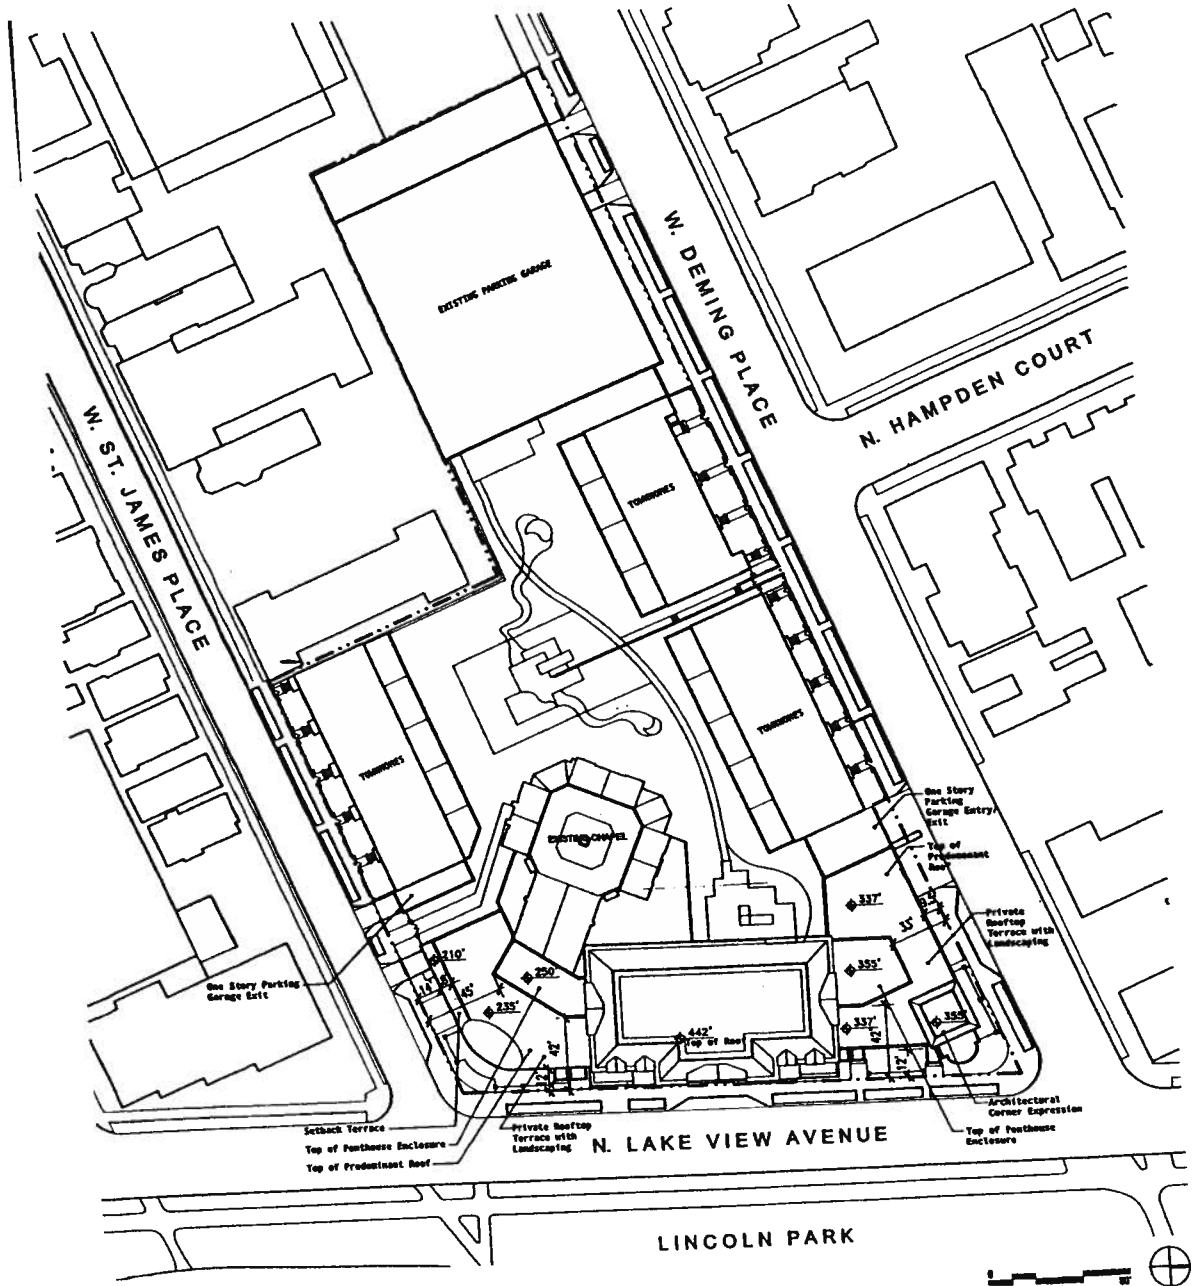 W. DEMING PLACE
EXISTING PARKING GARAGE
N. HAMPDEN COURT
W. ST. JAMES PLACE
TOWNHOMES
TOWNHOMES
TOWNHOMES
One Story
Parking
Garage Entry/
Exit
EXISTING CHAPEL
Top of
Predominant
Roof
337'
33'
Private
Rooftop
Terrace with
Landscaping
210'
250'
355'
One Story Parking
Garage Exit
14'
45'
235'
442'
Top of Roof
337'
355'
42'
42'
12'
12'
Architectural
Corner Expression
Setback Terrace
Private Rooftop
Terrace with
Landscaping
Top of Penthouse
Enclosure
Top of Penthouse Enclosure
Top of Predominant Roof
N. LAKE VIEW AVENUE
LINCOLN PARK
0